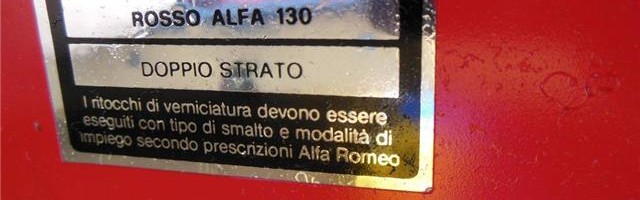 ROSSO ALFA 130
DOPPIO STRATO
I ritocchi di verniciatura devono essere
eseguiti con tipo di smalto e modalità di
impiego secondo prescrizioni Alfa Romeo